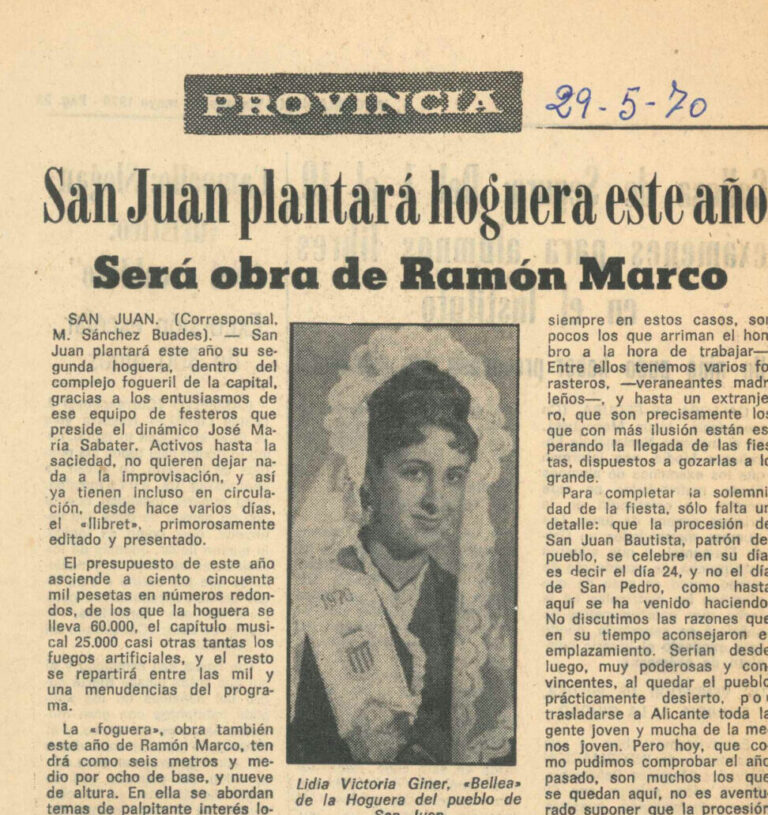 PROVINCIA
29-5-70
San Juan plantará hoguera este año
Será obra de Ramón Marco
SAN JUAN. (Corresponsal,
M. Sánchez Buades). — San
Juan plantará este año su se-
gunda hoguera, dentro del
complejo fogueril de la capital,
gracias a los entusiasmos de
ese equipo de festeros que
preside el dinámico José Ma-
ría Sabater. Activos hasta la
saciedad, no quieren dejar na-
da a la improvisación, y así
ya tienen incluso en circula-
ción, desde hace varios días,
el «llibret», primorosamente
editado y presentado.
El presupuesto de este año
asciende a ciento cincuenta
mil pesetas en números redon-
dos, de los que la hoguera se
lleva 60.000, el capítulo musi-
cal 25.000 casi otras tantas los
fuegos artificiales, y el resto
se repartirá entre las mil y
una menudencias del progra-
ma.
La «foguera», obra también
este año de Ramón Marco, ten
drá como seis metros y me-
dio por ocho de base, y nueve
de altura. En ella se abordan
temas de palpitante interés lo-
1970
Lidia Victoria Giner, «Bellea»
de la Hoguera del pueblo de
San Juan
siempre en estos casos, son
pocos los que arriman el hom
bro a la hora de trabajar—
Entre ellos tenemos varios fo
rasteros, —veraneantes madr
leños—, y hasta un extranje
ro, que son precisamente los
que con más ilusión están es
perando la llegada de las fies
tas, dispuestos a gozarlas a lo
grande.
Para completar la solemni
dad de la fiesta, sólo falta un
detalle: que la procesión de
San Juan Bautista, patrón de
pueblo, se celebre en su día
es decir el día 24, y no el día
de San Pedro, como hasta
aquí se ha venido haciendo
No discutimos las razones que
en su tiempo aconsejaron e
emplazamiento. Serían desde
luego, muy poderosas y con
vincentes, al quedar el pueblo
prácticamente desierto, por
trasladarse a Alicante toda la
gente joven y mucha de la me
nos joven. Pero hoy, que co
mo pudimos comprobar el año
pasado, son muchos los que
se quedan aquí, no es aventu
rado suponer que la procesión